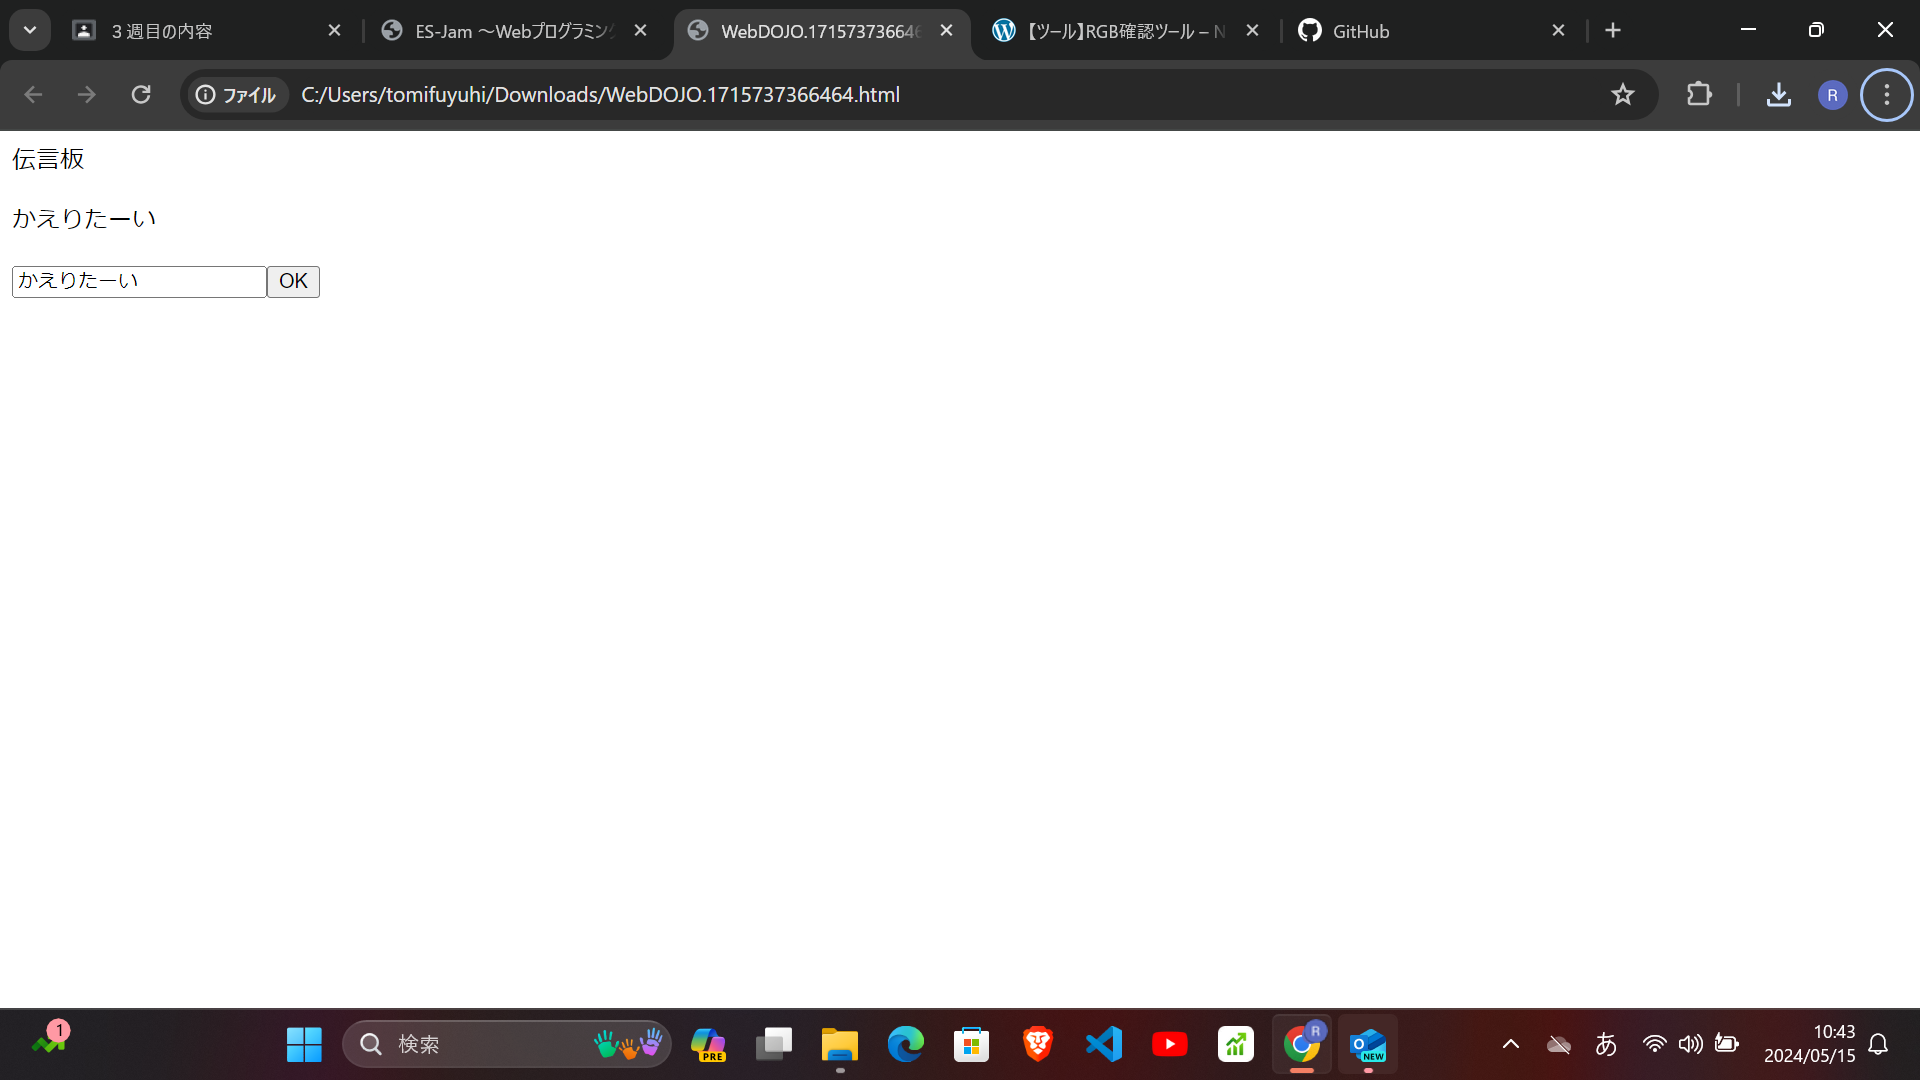 ３週目の内容
ES-Jam ～Webプログラミング
WebDOJO.171573736646
【ツール】RGB確認ツール – N
GitHub
ファイル
C:/Users/tomifuyuhi/Downloads/WebDOJO.1715737366464.html
R
伝言板
かえりたーい
かえりたーい
OK
1
検索
PRE
R
NEW
あ
10:43
2024/05/15